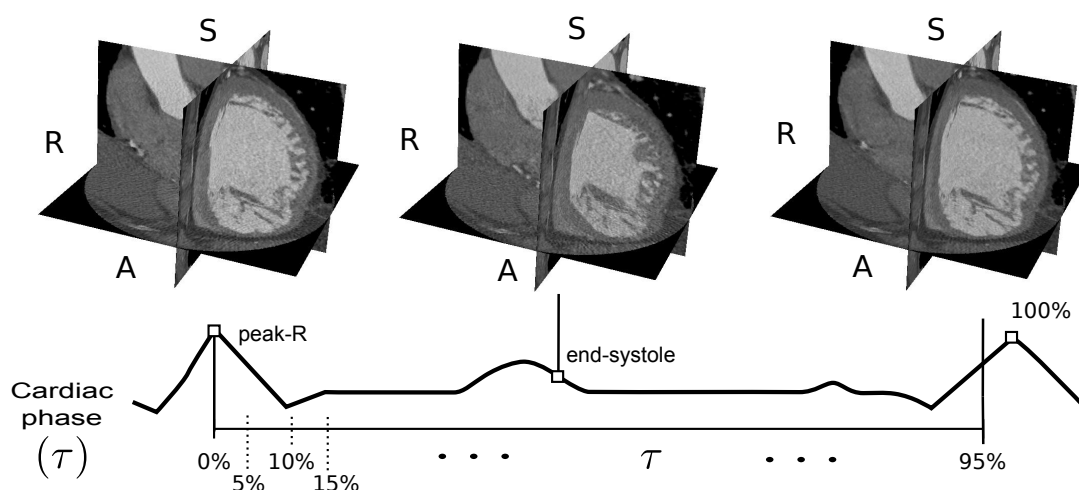 S
S
S
R
R
R
A
A
A
100%
peak-R
end-systole
Cardiac
phase
(τ)
0%
5%
10%
15%
• • •
τ
• • •
95%